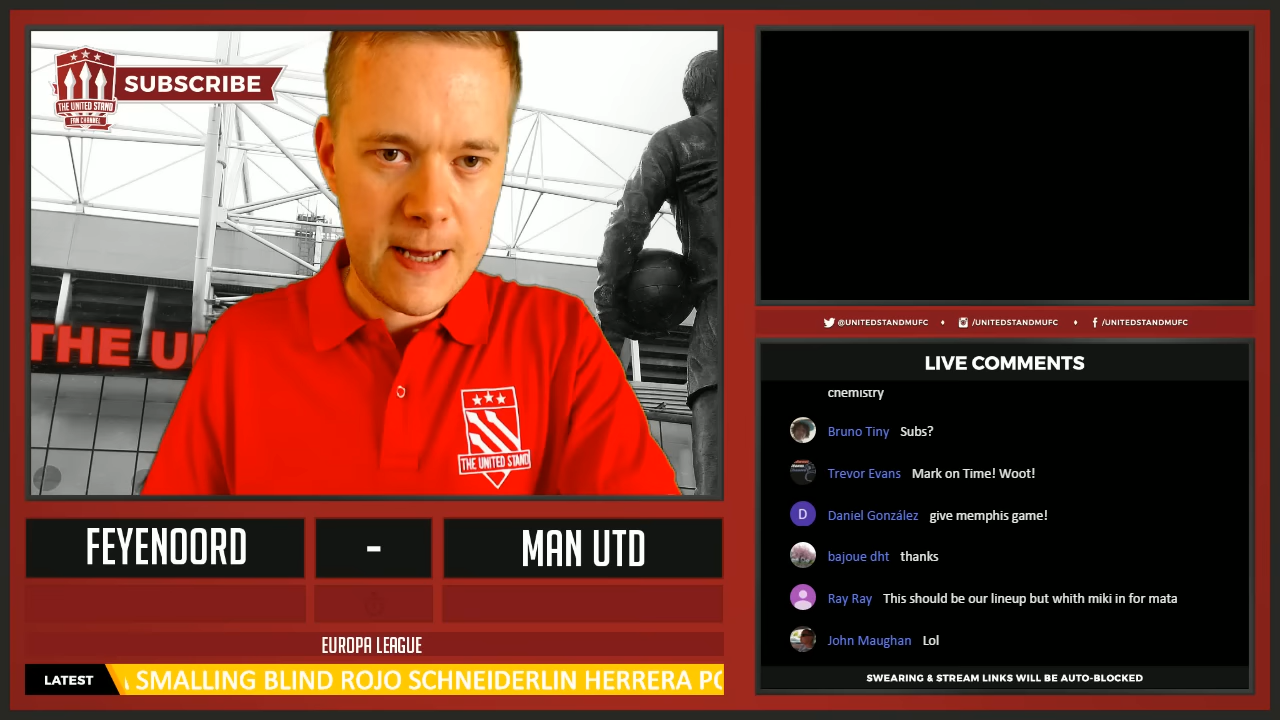 THE UNITED STAND
FAN CHANNEL
SUBSCRIBE
THE
THE UNITED STAND
FEYENOORD
-
MAN UTD
EUROPA LEAGUE
LATEST
SMALLING BLIND ROJO SCHNEIDERLIN HERRERA
@UNITEDSTANDMUFC
/UNITEDSTANDMUFC
/UNITEDSTANDMUFC
LIVE COMMENTS
chemistry
Bruno Tiny Subs?
Trevor Evans Mark on Time! Woot!
D
Daniel González give memphis game!
bajoue dht thanks
Ray Ray This should be our lineup but whith miki in for mata
John Maughan Lol
SWEARING & STREAM LINKS WILL BE AUTO-BLOCKED